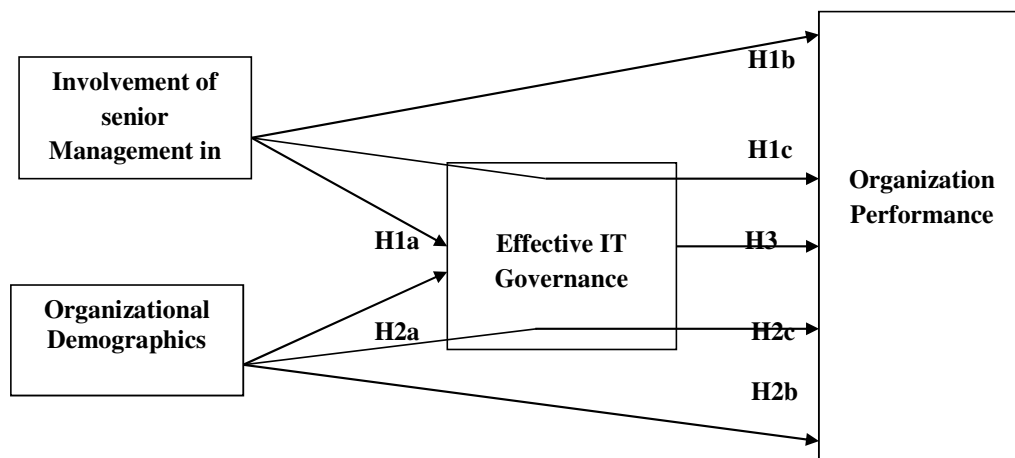 Involvement of
senior
Management in
H1b
H1c
Organization
Performance
H1a
Effective IT
Governance
H3
Organizational
Demographics
H2a
H2c
H2b